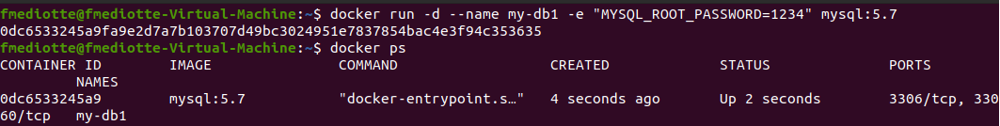 fmediotte@fmediotte-Virtual-Machine:~$ docker run -d --name my-db1 -e "MYSQL_ROOT_PASSWORD=1234" mysql:5.7
0dc6533245a9fa9e2d7a7b103707d49bc3024951e7837854bac4e3f94c353635
fmediotte@fmediotte-Virtual-Machine:~$ docker ps
CONTAINER ID        IMAGE               COMMAND                  CREATED             STATUS              PORTS
          NAMES
0dc6533245a9        mysql:5.7           "docker-entrypoint.s…"   4 seconds ago       Up 2 seconds        3306/tcp, 330
60/tcp   my-db1